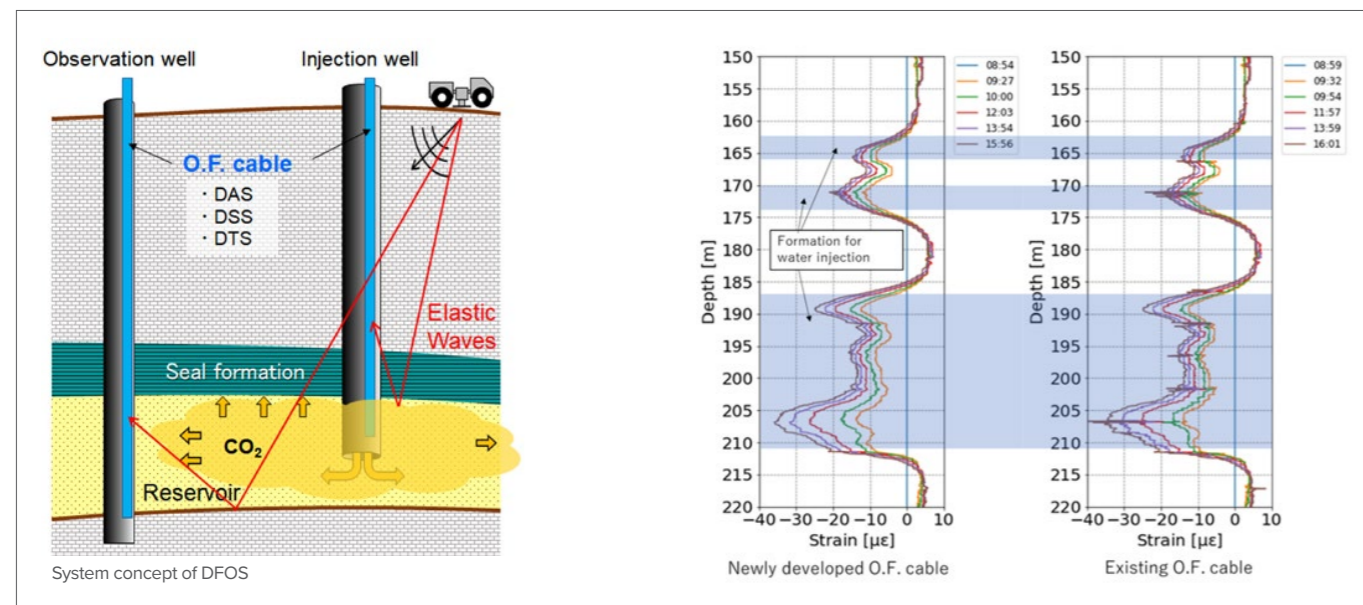 Observation well
Injection well
O.F. cable
・DAS
・DSS
・DTS
Elastic
Waves
Seal formation
CO₂
Reservoir
System concept of DFOS
150
155
160
165
170
175
180
185
190
195
200
205
210
215
220
Depth [m]
Formation for
water injection
08:54
09:27
10:00
12:03
13:54
15:56
−40 −30 −20 −10 0 10
Strain [με]
Newly developed O.F. cable
150
155
160
165
170
175
180
185
190
195
200
205
210
215
220
Depth [m]
08:59
09:32
09:54
11:57
13:59
16:01
−40 −30 −20 −10 0 10
Strain [με]
Existing O.F. cable